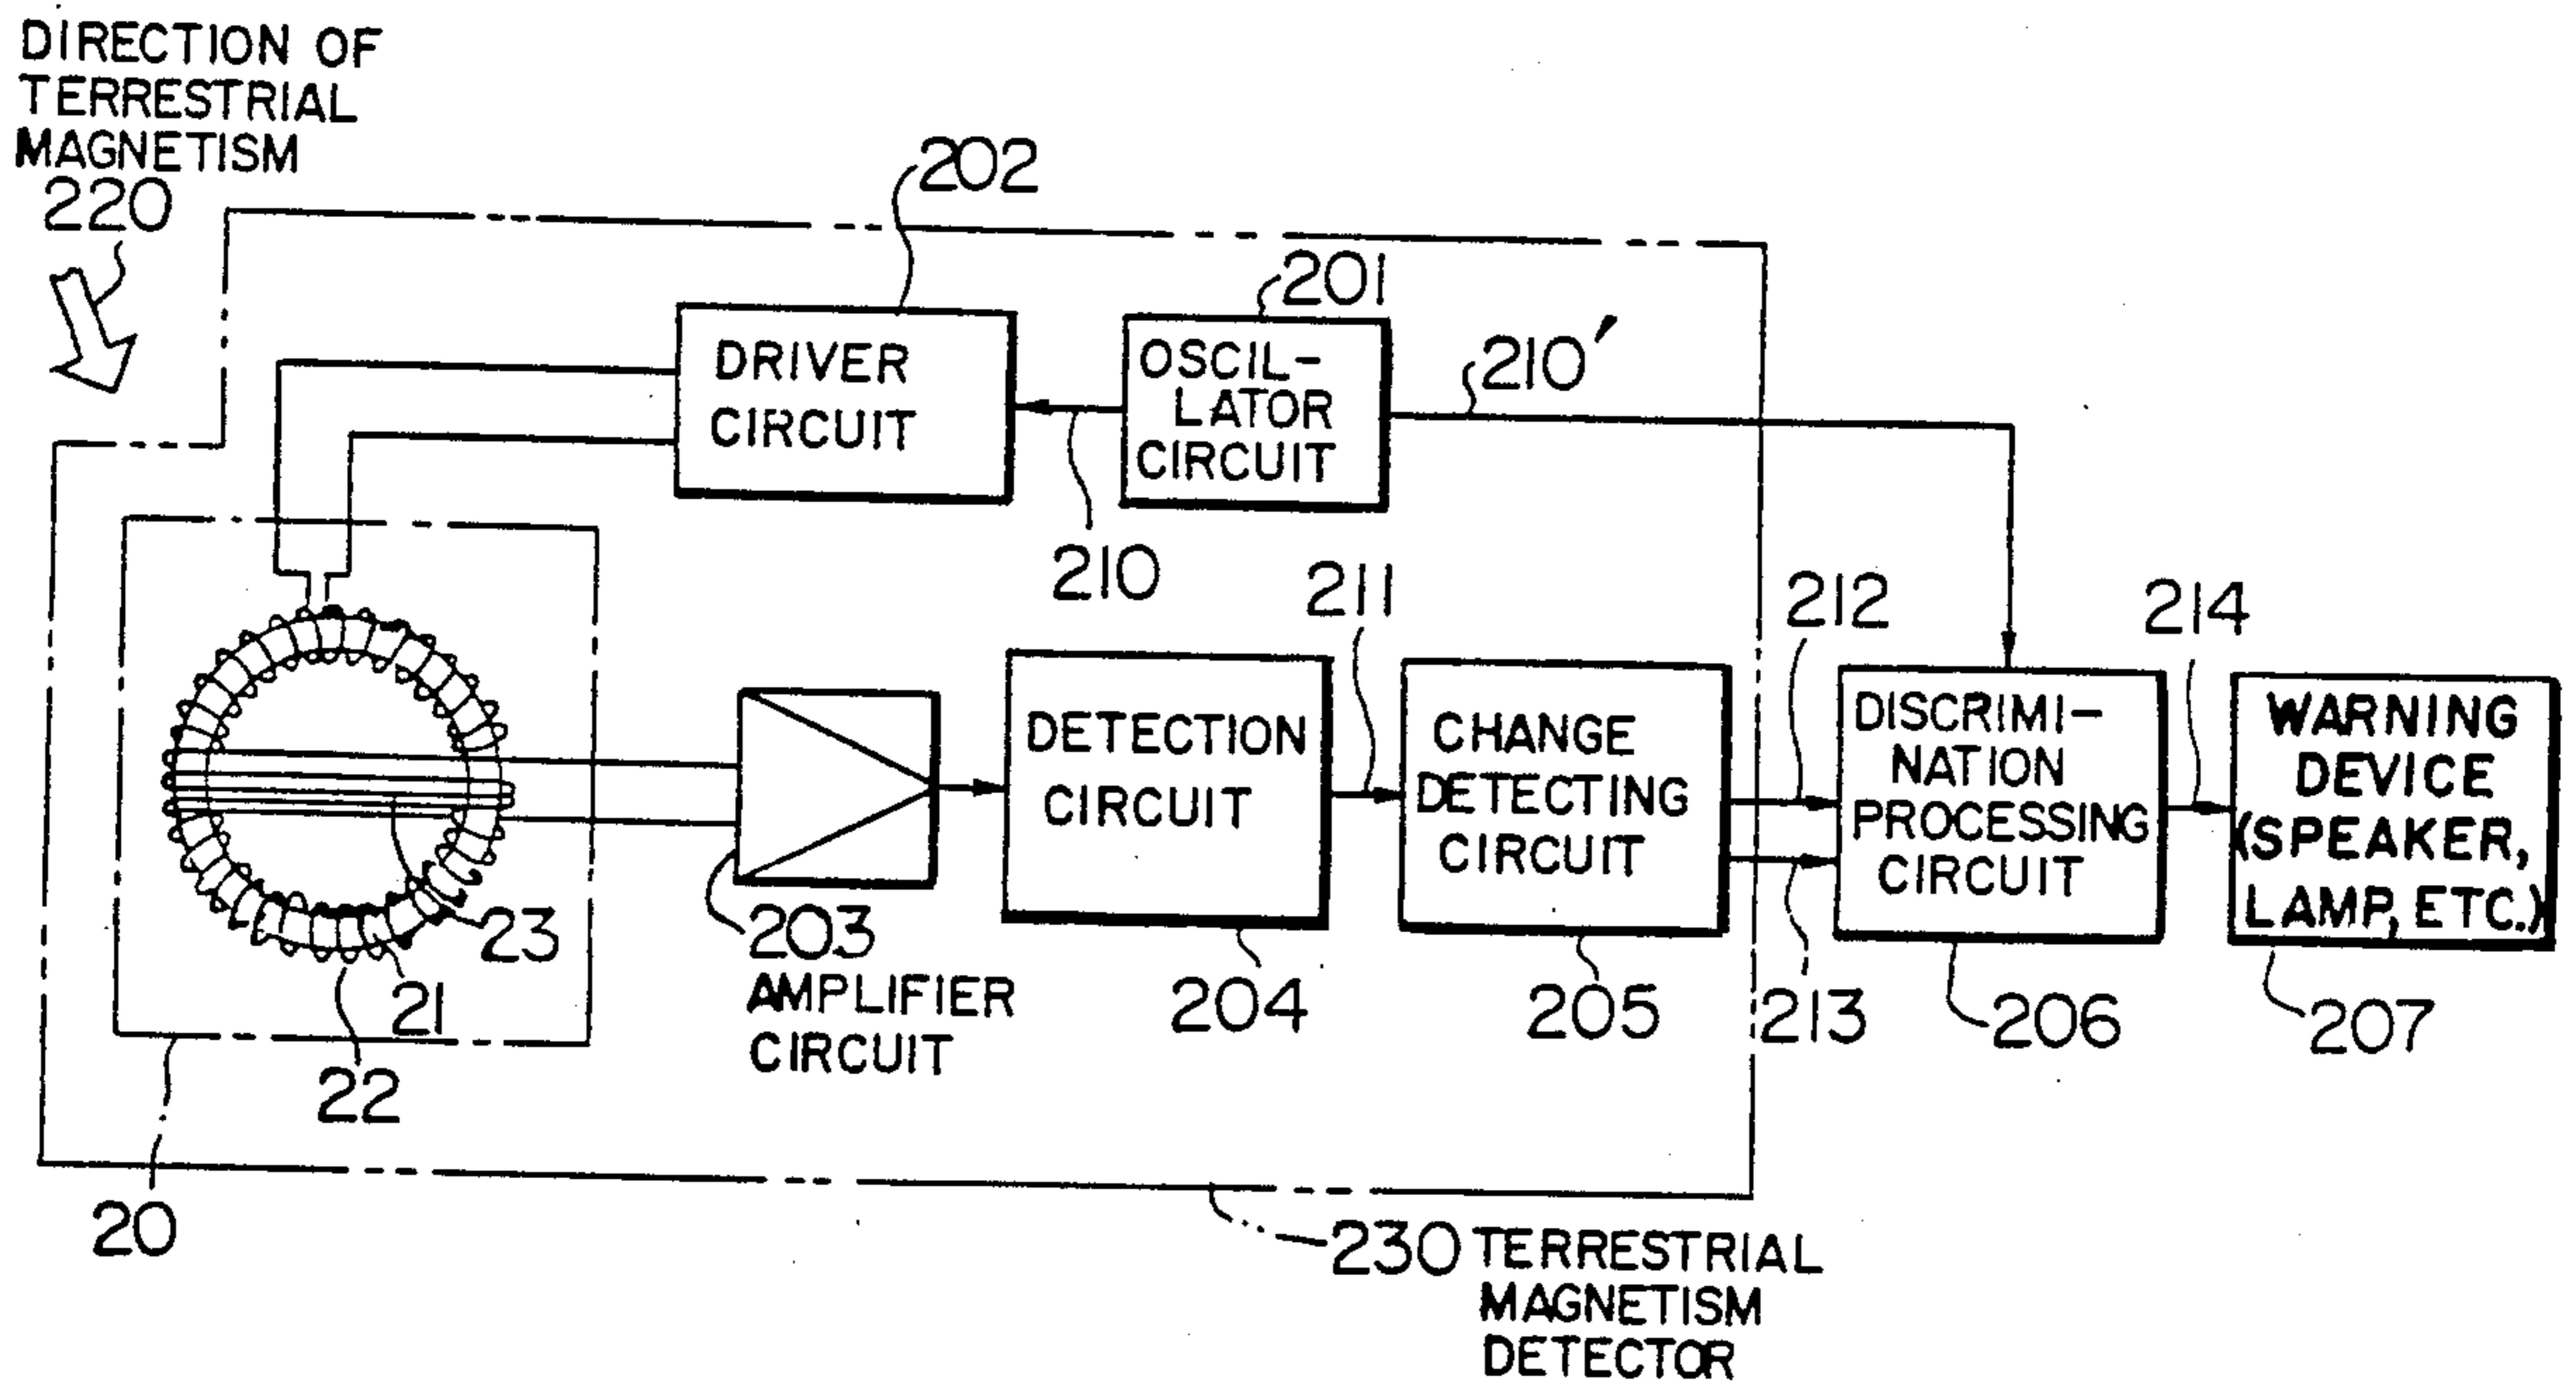 DIRECTION OF
TERRESTRIAL
MAGNETISM
220
202
201
210'
DRIVER
CIRCUIT
OSCIL-
LATOR
CIRCUIT
210
211
212
214
DETECTION
CIRCUIT
CHANGE
DETECTING
CIRCUIT
DISCRIMI-
NATION
PROCESSING
CIRCUIT
WARNING
DEVICE
(SPEAKER,
LAMP, ETC.)
23
21
22
20
203
AMPLIFIER
CIRCUIT
204
205
213
206
207
230 TERRESTRIAL
MAGNETISM
DETECTOR